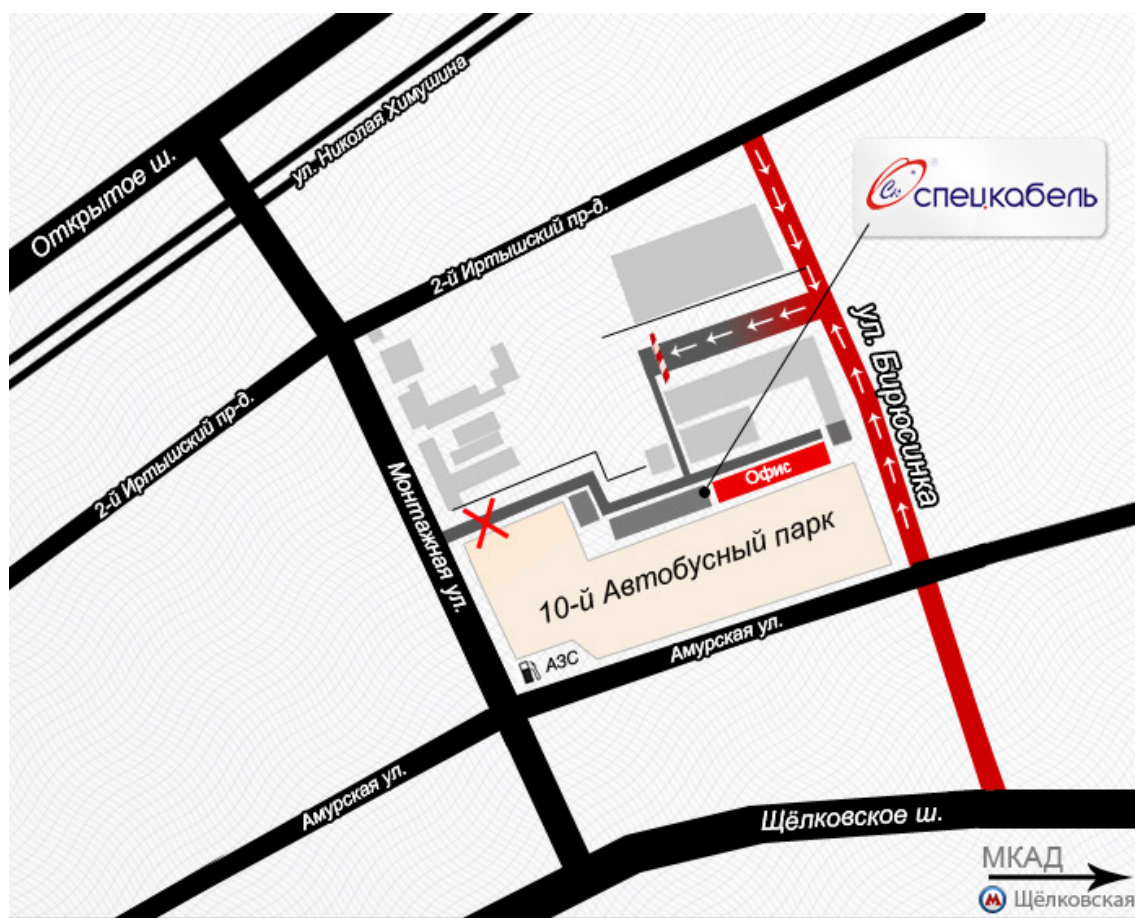 Открытое ш.
ул. Николая Химушина
2-й Иртышский пр-д.
СПЕЦКАБЕЛЬ
ул. Бирюсинка
2-й Иртышский пр-д.
Монтажная ул.
Офис
10-й Автобусный парк
АЗС
Амурская ул.
Амурская ул.
Щёлковское ш.
МКАД
М Щёлковская